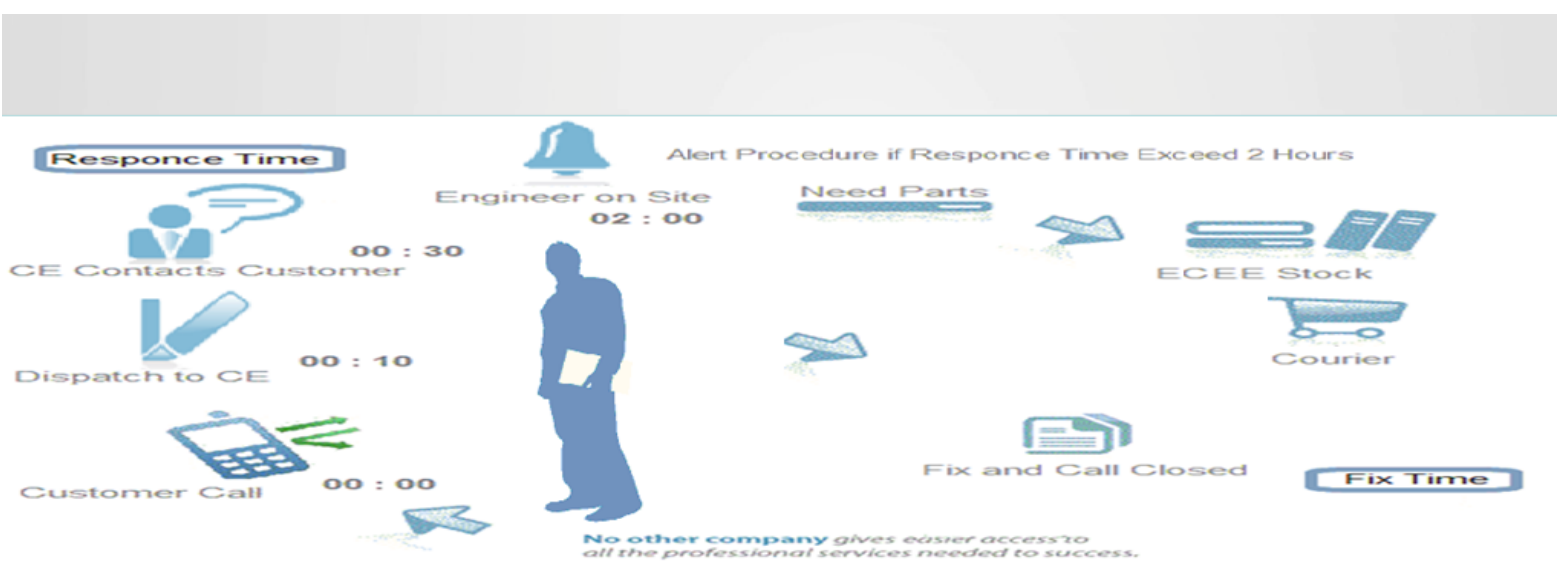 Responce Time
Alert Procedure if Responce Time Exceed 2 Hours
Engineer on Site
02 : 00
Need Parts
00 : 30
CE Contacts Customer
ECEE Stock
00 : 10
Dispatch to CE
Courier
00 : 00
Customer Call
Fix and Call Closed
Fix Time
No other company gives easier access to
all the professional services needed to success.